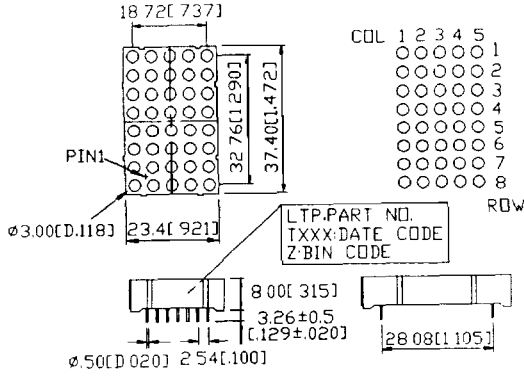 18.72[.737]
COL 1 2 3 4 5
1
2
3
4
5
6
7
8
ROW
32.76[1.290]
37.40[1.472]
PIN1
ø3.00[D.118]
23.4[.921]
LTP:PART NO.
TXXX:DATE CODE
Z:BIN CODE
8.00[.315]
3.26±0.5
[.129±.020]
ø.50[D.020]
2.54[.100]
28.08[1.105]